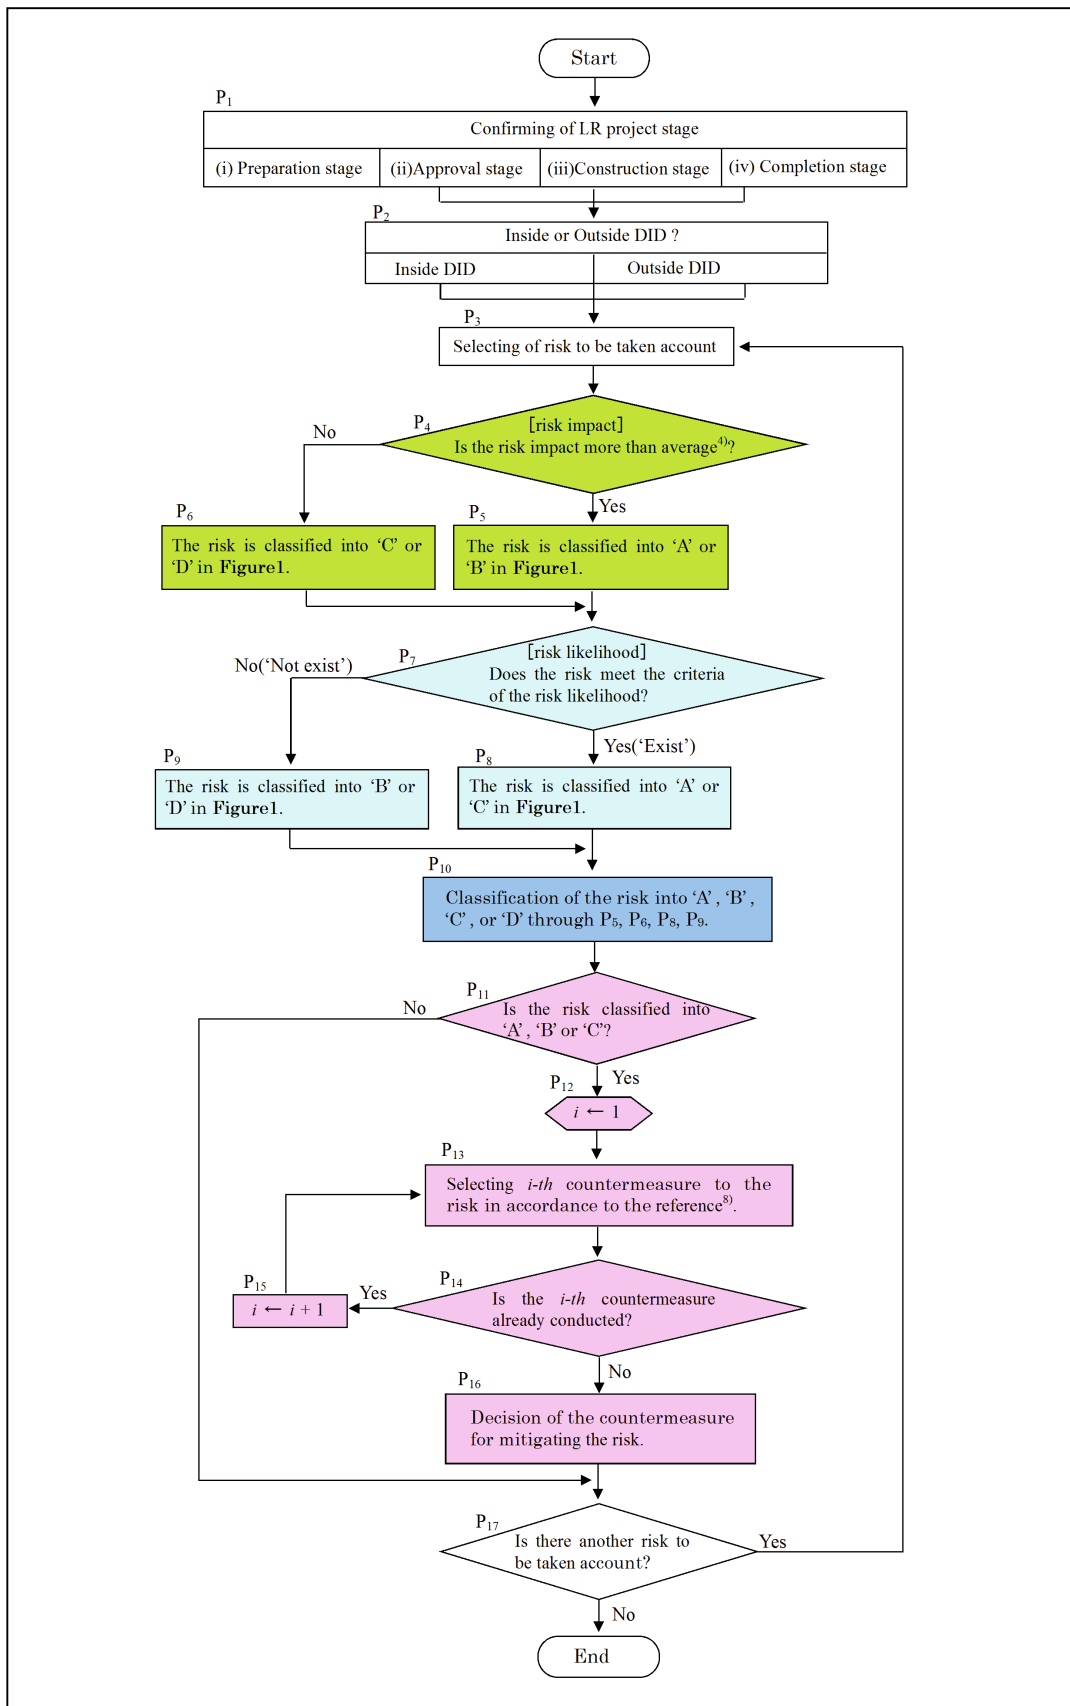 Start
P1
Confirming of LR project stage
(i) Preparation stage
(ii)Approval stage
(iii)Construction stage
(iv) Completion stage
P2
Inside or Outside DID ?
Inside DID
Outside DID
P3
Selecting of risk to be taken account
P4
[risk impact]
Is the risk impact more than average4)?
No
Yes
P6
The risk is classified into ‘C’ or
‘D’ in Figure1.
P5
The risk is classified into ‘A’ or
‘B’ in Figure1.
P7
[risk likelihood]
Does the risk meet the criteria
of the risk likelihood?
No(‘Not exist’)
Yes(‘Exist’)
P9
The risk is classified into ‘B’ or
‘D’ in Figure1.
P8
The risk is classified into ‘A’ or
‘C’ in Figure1.
P10
Classification of the risk into ‘A’ , ‘B’ ,
‘C’ , or ‘D’ through P5, P6, P8, P9.
P11
Is the risk classified into
‘A’ , ‘B’ or ‘C’?
No
Yes
P12
i ← 1
P13
Selecting i-th countermeasure to the
risk in accordance to the reference8).
P14
Is the i-th countermeasure
already conducted?
Yes
P15
i ← i + 1
No
P16
Decision of the countermeasure
for mitigating the risk.
P17
Is there another risk to
be taken account?
Yes
No
End